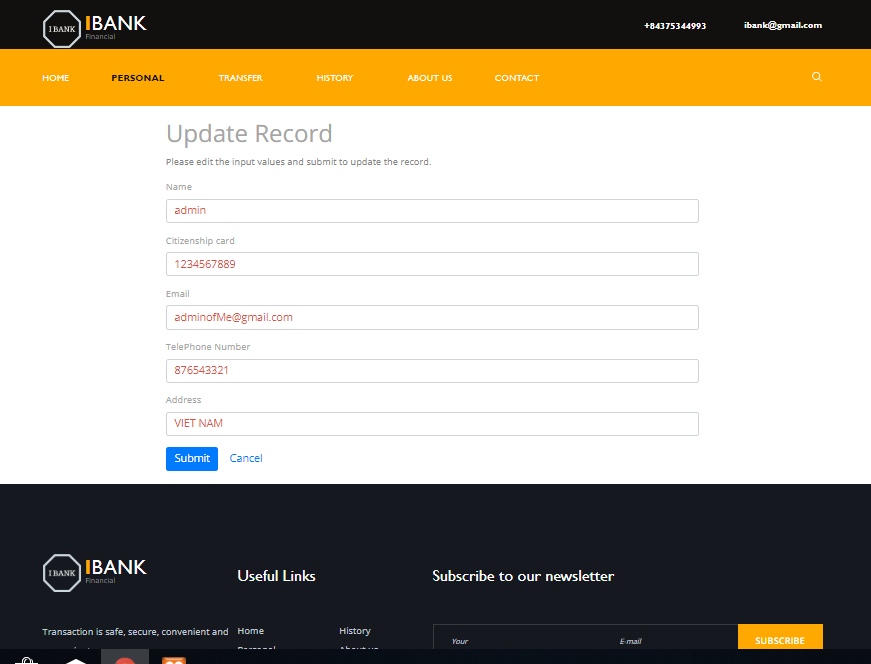 I BANK
IBANK
Financial
+84375344993
ibank@gmail.com
HOME
PERSONAL
TRANSFER
HISTORY
ABOUT US
CONTACT
Update Record
Please edit the input values and submit to update the record.
Name
admin
Citizenship card
1234567889
Email
adminofMe@gmail.com
TelePhone Number
876543321
Address
VIET NAM
Submit
Cancel
I BANK
IBANK
Financial
Useful Links
Subscribe to our newsletter
Transaction is safe, secure, convenient and
Home
History
Your
E-mail
SUBSCRIBE
Personal
About us